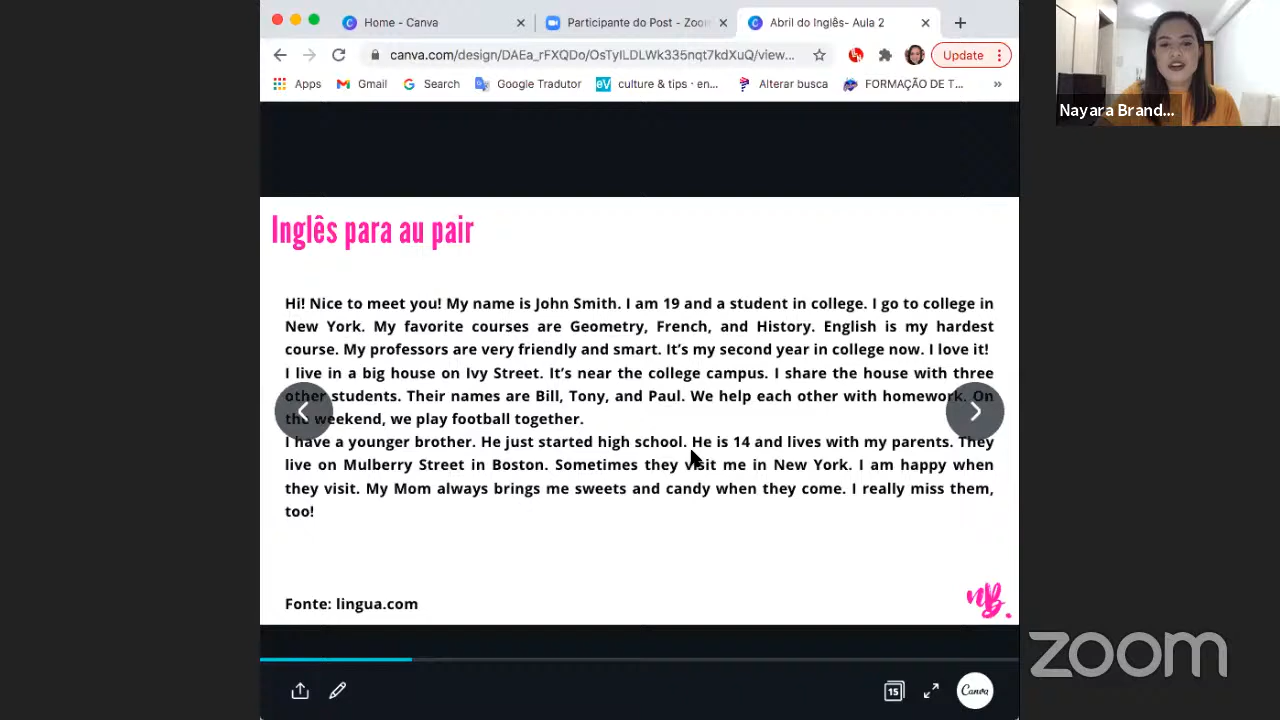 Home - Canva
Participante do Post - Zoo
Abril do Inglês- Aula 2
canva.com/design/DAEa_rFXQDo/OsTyILDLWk335nqt7kdXuQ/view...
Update
Apps
Gmail
Search
Google Tradutor
culture & tips · en...
Alterar busca
FORMAÇÃO DE T...
Nayara Brand...
Inglês para au pair
Hi! Nice to meet you! My name is John Smith. I am 19 and a student in college. I go to college in
New York. My favorite courses are Geometry, French, and History. English is my hardest
course. My professors are very friendly and smart. It's my second year in college now. I love it!
I live in a big house on Ivy Street. It's near the college campus. I share the house with three
other students. Their names are Bill, Tony, and Paul. We help each other with homework. On
the weekend, we play football together.
I have a younger brother. He just started high school. He is 14 and lives with my parents. They
live on Mulberry Street in Boston. Sometimes they visit me in New York. I am happy when
they visit. My Mom always brings me sweets and candy when they come. I really miss them,
too!
Fonte: lingua.com
nB.
15
Canva
zoom